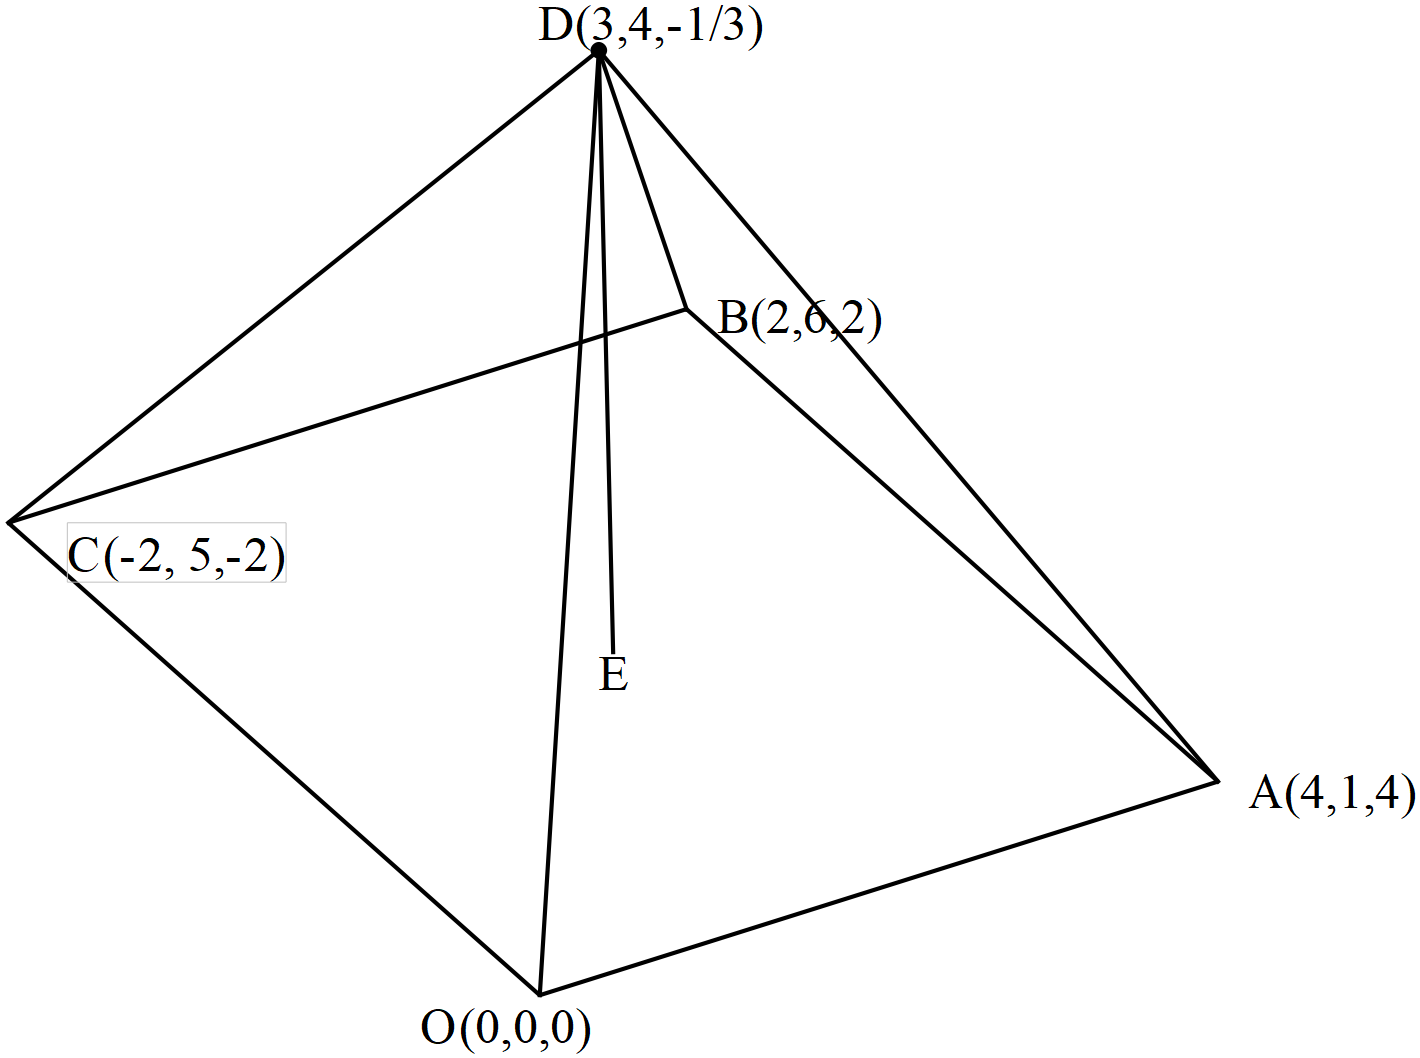 D(3,4,-1/3)
B(2,6,2)
C(-2, 5,-2)
E
A(4,1,4)
O(0,0,0)